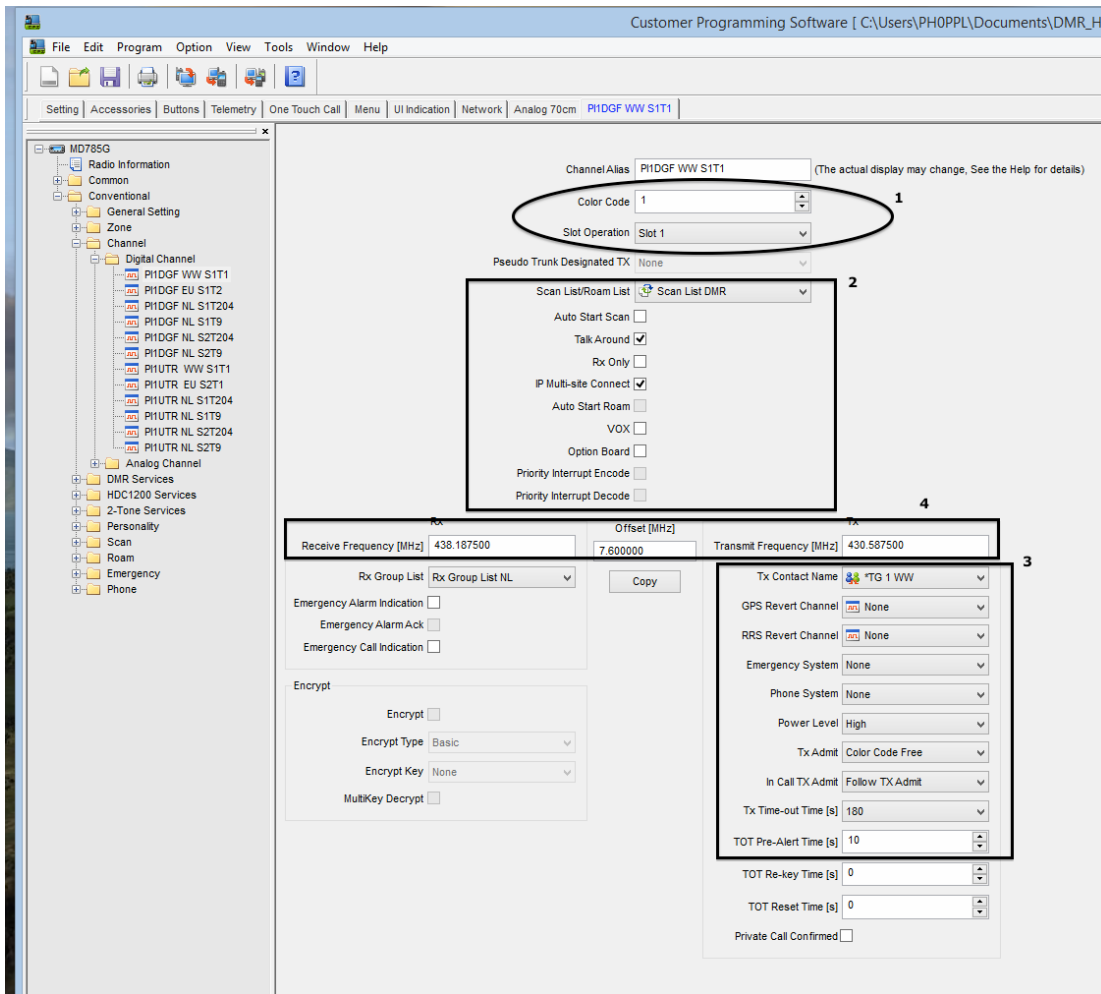 Customer Programming Software [ C:\Users\PH0PPL\Documents\DMR_H
File Edit Program Option View Tools Window Help
Setting Accessories Buttons Telemetry One Touch Call Menu UI Indication Network Analog 70cm PI1DGF WW S1T1
x
MD785G
Radio Information
Common
Conventional
General Setting
Zone
Channel
Digital Channel
PI1DGF WW S1T1
PI1DGF EU S1T2
PI1DGF NL S1T204
PI1DGF NL S1T9
PI1DGF NL S2T204
PI1DGF NL S2T9
PI1UTR WW S1T1
PI1UTR EU S2T1
PI1UTR NL S1T204
PI1UTR NL S1T9
PI1UTR NL S2T204
PI1UTR NL S2T9
Analog Channel
DMR Services
HDC1200 Services
2-Tone Services
Personality
Scan
Roam
Emergency
Phone
Channel Alias PI1DGF WW S1T1 (The actual display may change, See the Help for details)
Color Code 1
1
Slot Operation Slot 1
Pseudo Trunk Designated TX None
2
Scan List/Roam List Scan List DMR
Auto Start Scan
Talk Around
Rx Only
IP Multi-site Connect
Auto Start Roam
VOX
Option Board
Priority Interrupt Encode
Priority Interrupt Decode
4
Rx
Offset [MHz]
Tx
Receive Frequency [MHz] 438.187500 7.600000 Transmit Frequency [MHz] 430.587500
3
Rx Group List Rx Group List NL
Copy
Emergency Alarm Indication
Emergency Alarm Ack
Emergency Call Indication
Encrypt
Encrypt
Encrypt Type Basic
Encrypt Key None
MultiKey Decrypt
Tx Contact Name *TG 1 WW
GPS Revert Channel None
RRS Revert Channel None
Emergency System None
Phone System None
Power Level High
Tx Admit Color Code Free
In Call TX Admit Follow TX Admit
Tx Time-out Time [s] 180
TOT Pre-Alert Time [s] 10
TOT Re-key Time [s] 0
TOT Reset Time [s] 0
Private Call Confirmed